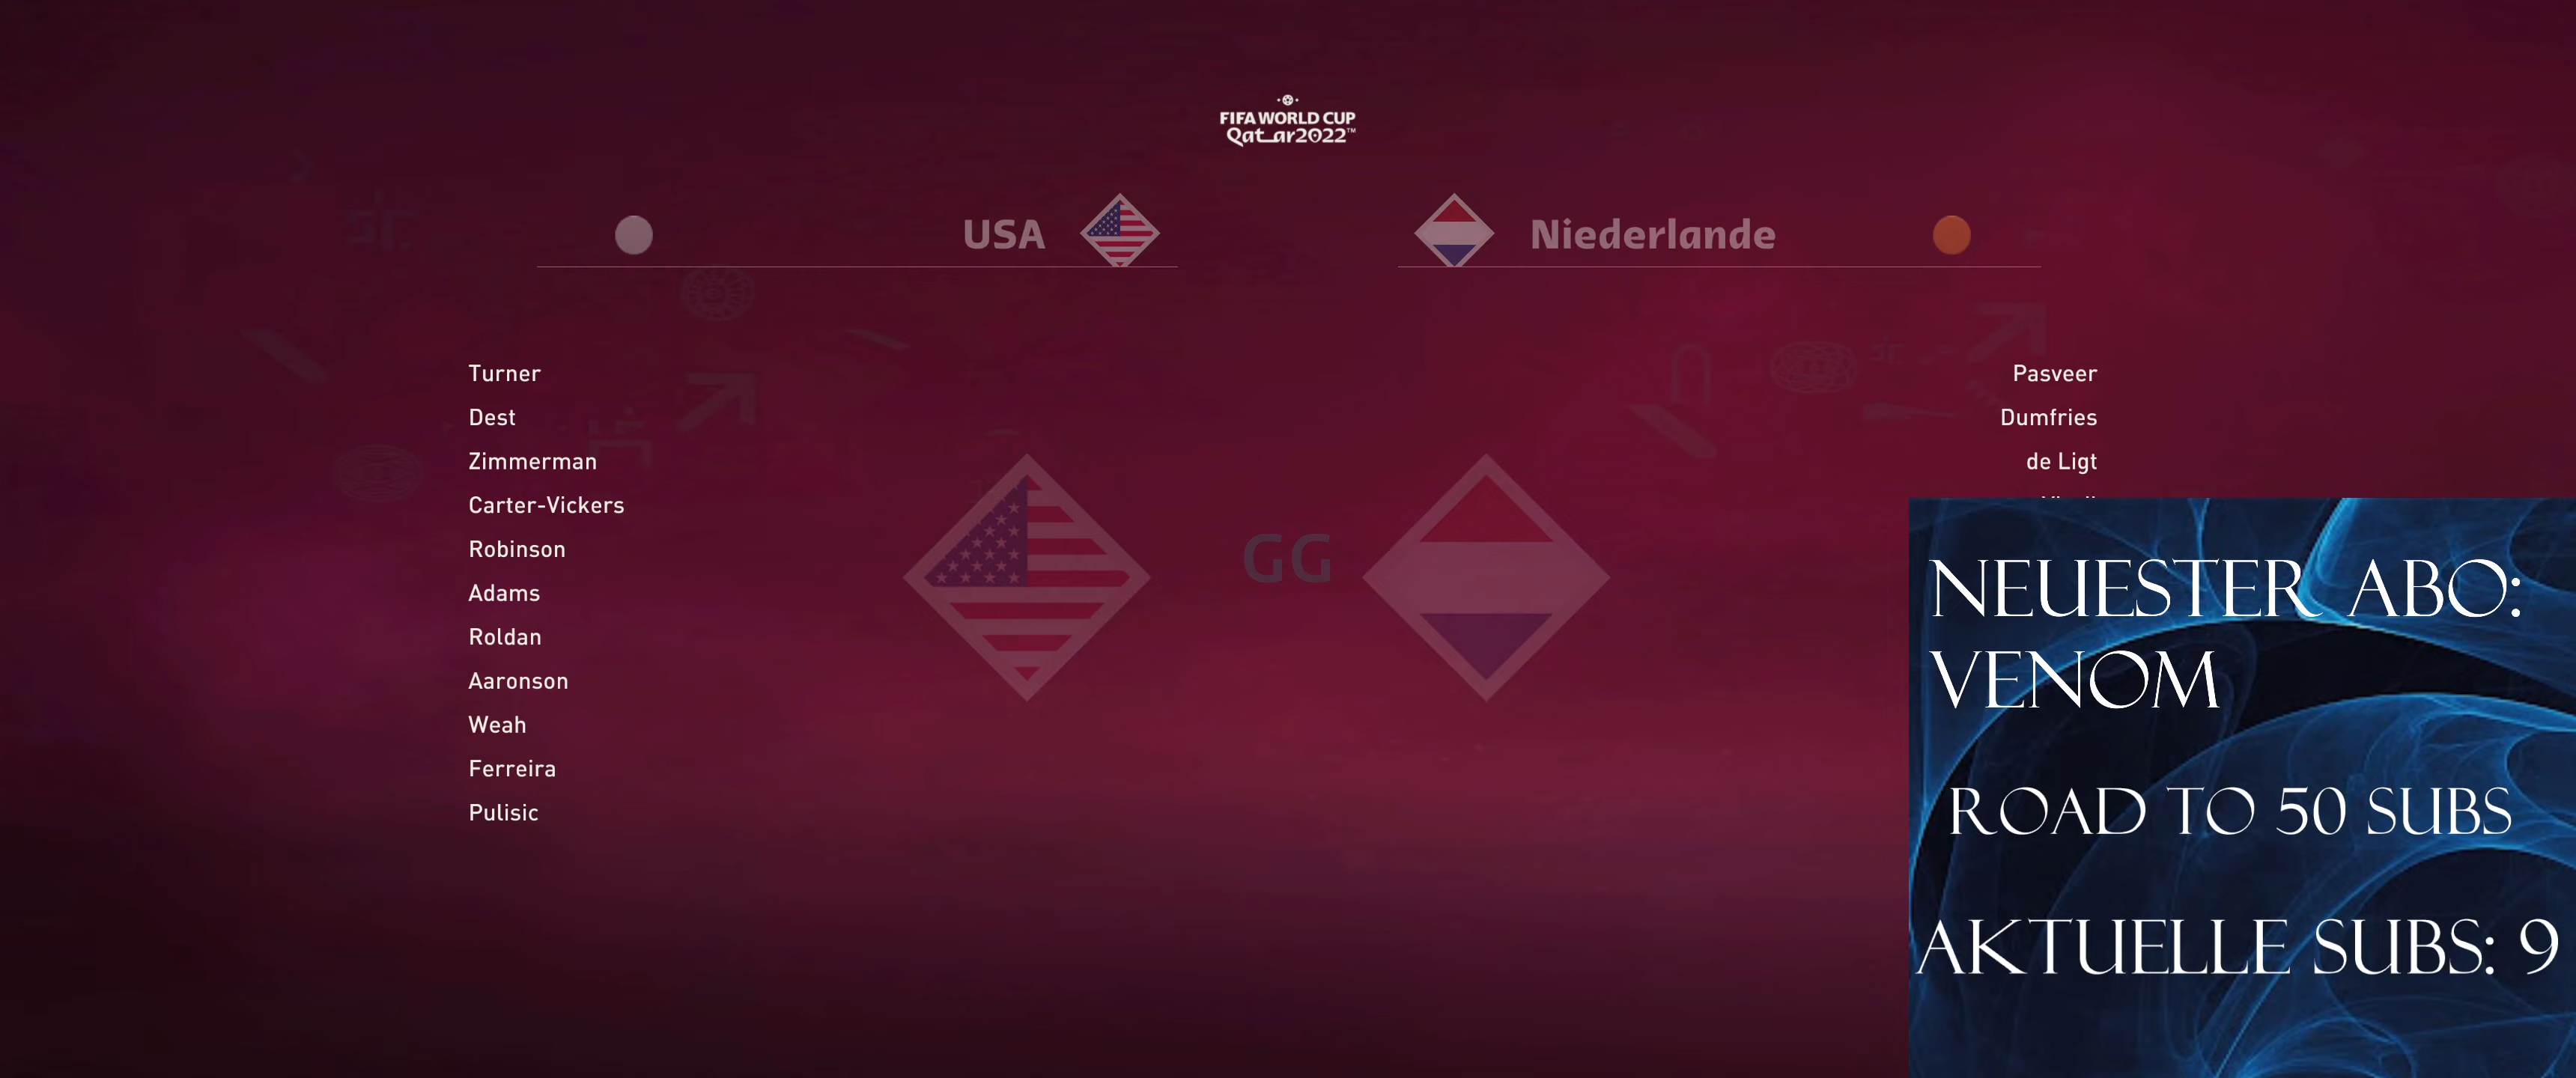 FIFA WORLD CUP
Qatar2022™
USA
Niederlande
Turner
Dest
Zimmerman
Carter-Vickers
Robinson
Adams
Roldan
Aaronson
Weah
Ferreira
Pulisic
GG
Pasveer
Dumfries
de Ligt
NEUESTER ABO:
VENOM
ROAD TO 50 SUBS
AKTUELLE SUBS: 9